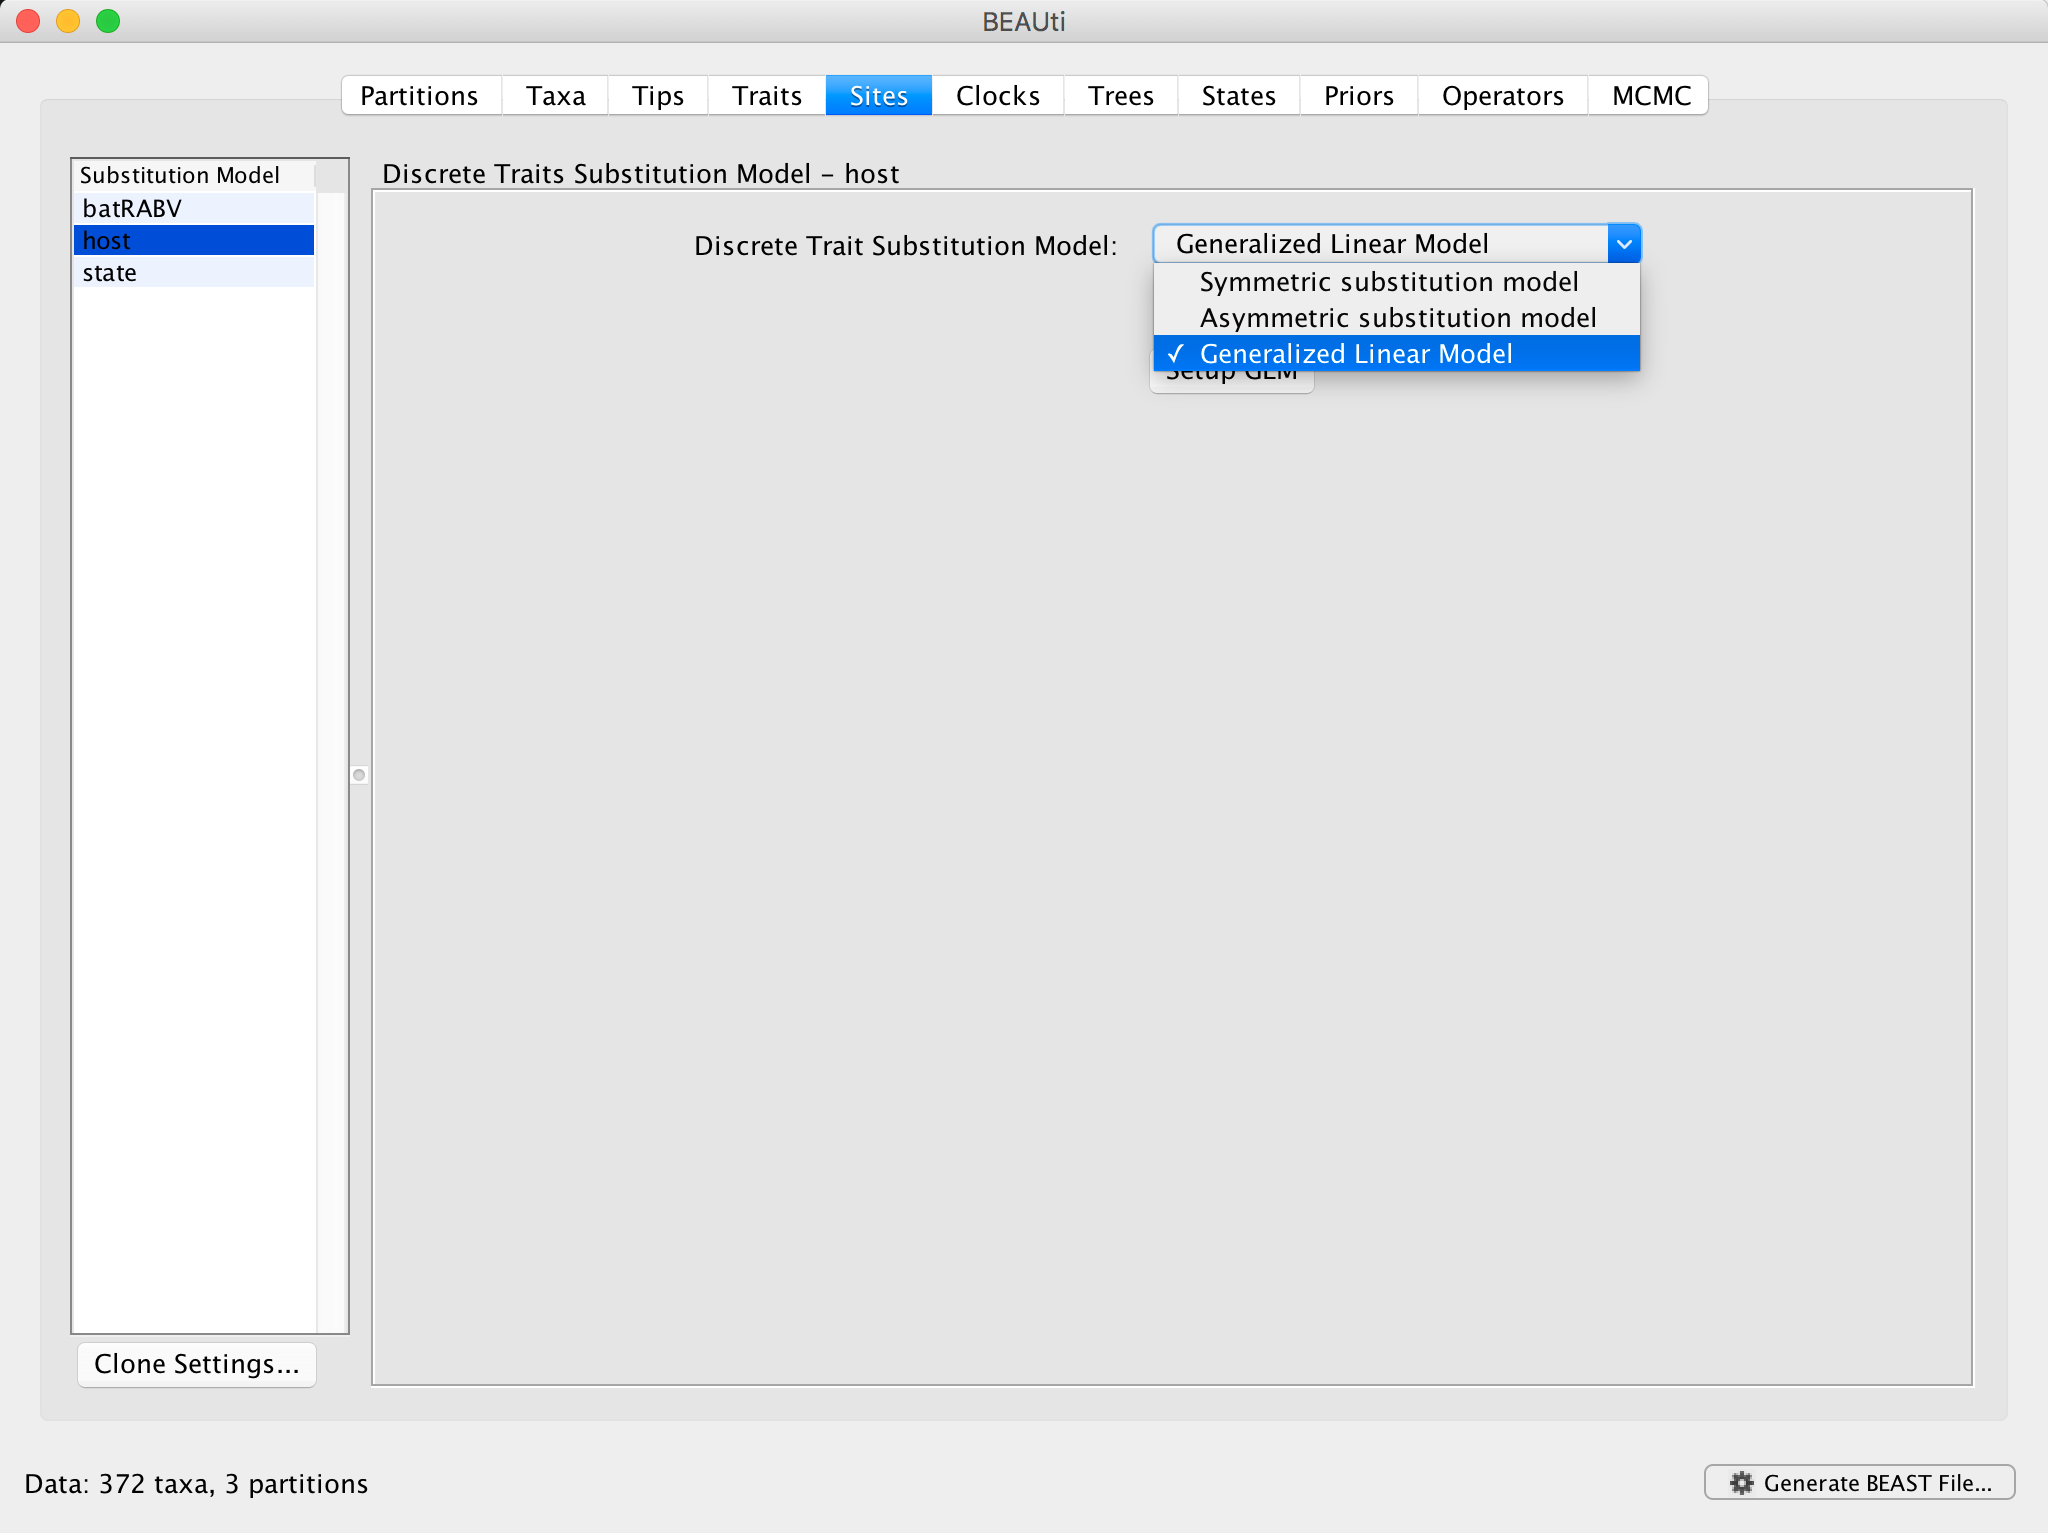 BEAUti
Partitions Taxa Tips Traits Sites Clocks Trees States Priors Operators MCMC
Substitution Model
batRABV
host
state
Discrete Traits Substitution Model - host
Discrete Trait Substitution Model: Generalized Linear Model
Symmetric substitution model
Asymmetric substitution model
✓ Generalized Linear Model
Setup GLM
Clone Settings...
Data: 372 taxa, 3 partitions
Generate BEAST File...